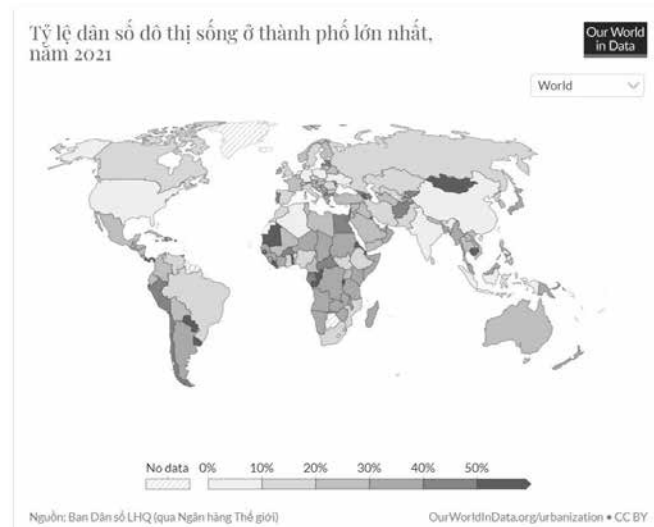 Tỷ lệ dân số đô thị sống ở thành phố lớn nhất,
năm 2021
Our World
in Data
World
No data 0% 10% 20% 30% 40% 50%
Nguồn: Ban Dân số LHQ (qua Ngân hàng Thế giới)
OurWorldInData.org/urbanization • CC BY